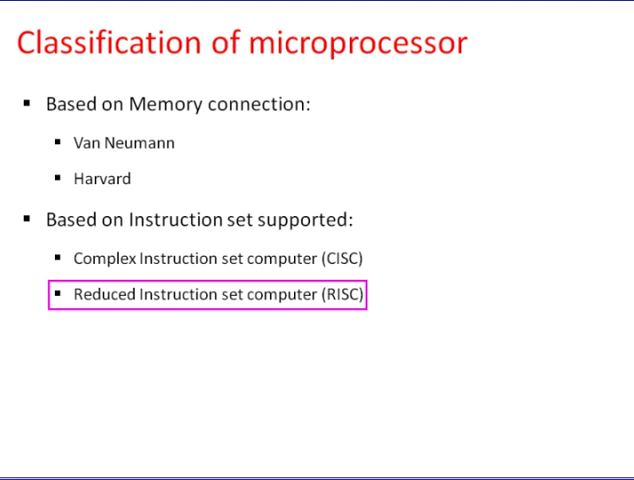 Classification of microprocessor
▪ Based on Memory connection:
▪ Van Neumann
▪ Harvard
▪ Based on Instruction set supported:
▪ Complex Instruction set computer (CISC)
▪ Reduced Instruction set computer (RISC)